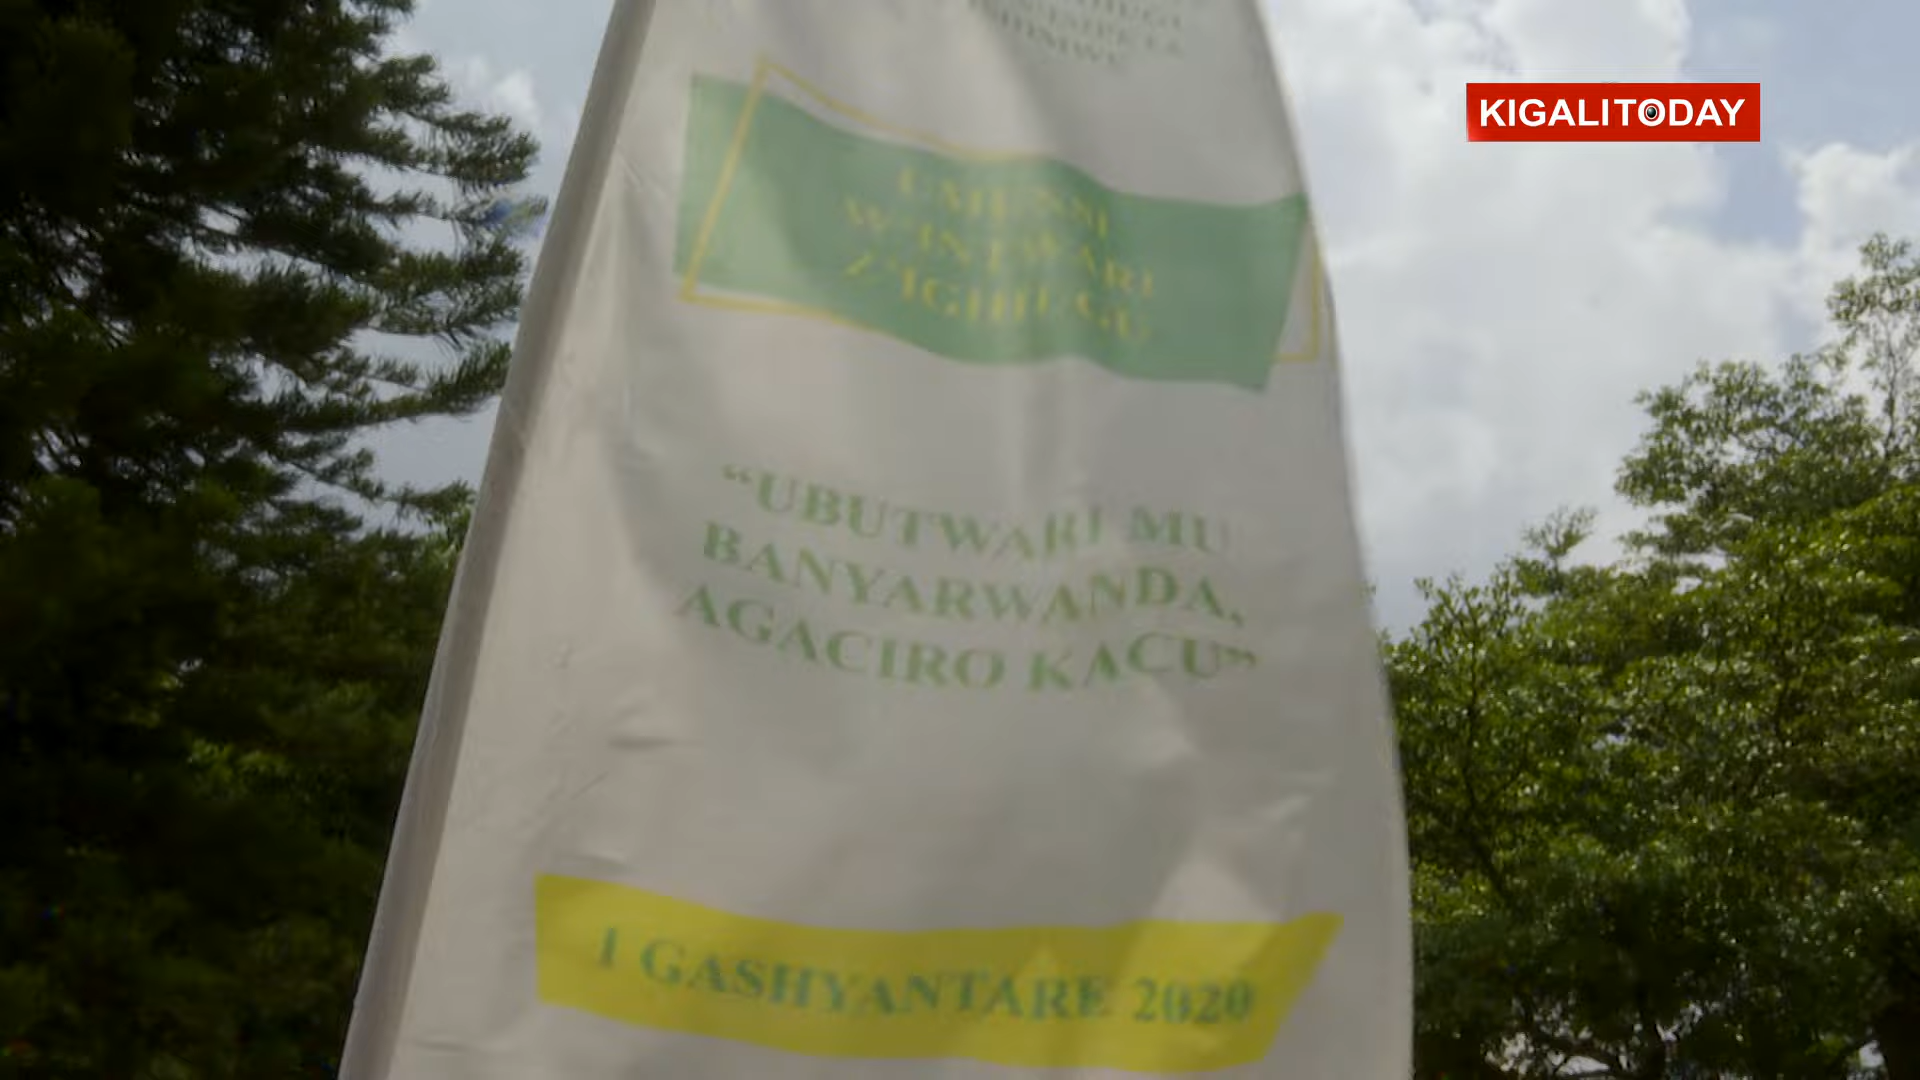 KIGALITODAY
UMUNSI
W'INTWARI
Z'IGIHUGU
“UBUTWARI MU
BANYARWANDA,
AGACIRO KACU”
1 GASHYANTARE 2020